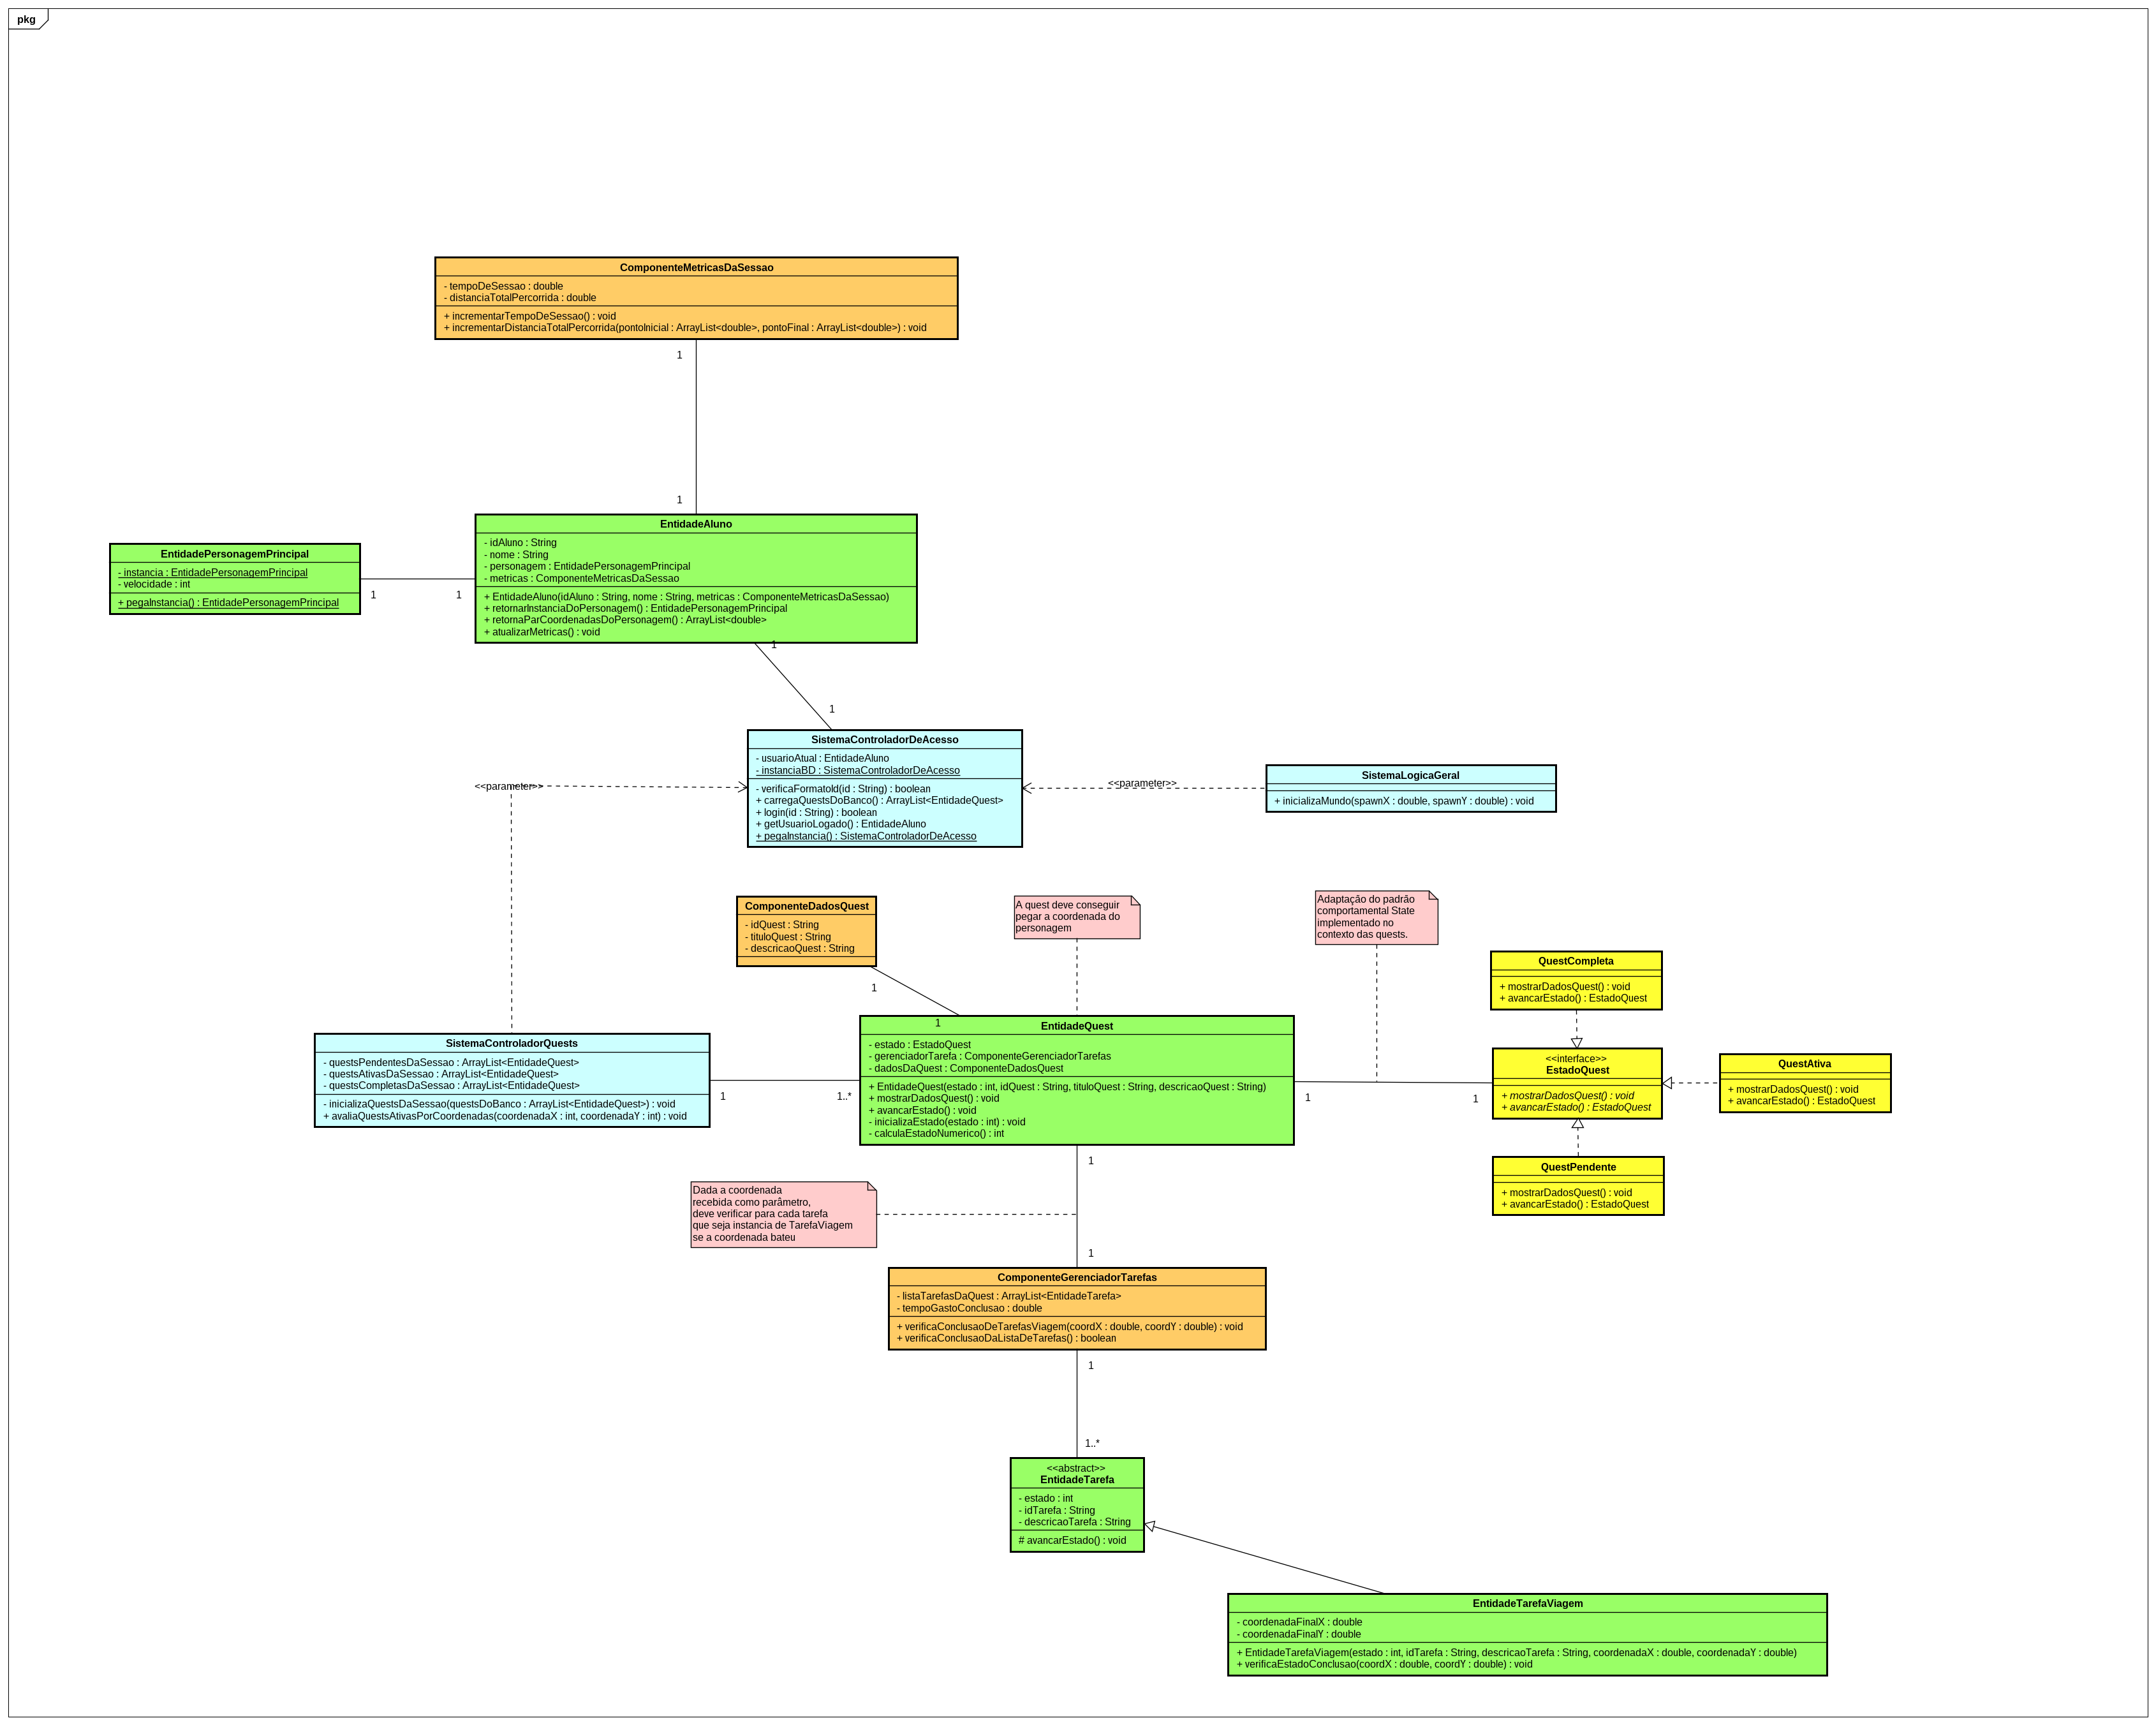 pkg
ComponenteMetricasDaSessao
- tempoDeSessao : double
- distanciaTotalPercorrida : double
+ incrementarTempoDeSessao() : void
+ incrementarDistanciaTotalPercorrida(pontoInicial : ArrayList<double>, pontoFinal : ArrayList<double>) : void
1
1
EntidadeAluno
- idAluno : String
- nome : String
- personagem : EntidadePersonagemPrincipal
- metricas : ComponenteMetricasDaSessao
+ EntidadeAluno(idAluno : String, nome : String, metricas : ComponenteMetricasDaSessao)
+ retornarInstanciaDoPersonagem() : EntidadePersonagemPrincipal
+ retornaParCoordenadasDoPersonagem() : ArrayList<double>
+ atualizarMetricas() : void
EntidadePersonagemPrincipal
- instancia : EntidadePersonagemPrincipal
- velocidade : int
+ pegaInstancia() : EntidadePersonagemPrincipal
1
1
1
1
SistemaControladorDeAcesso
- usuarioAtual : EntidadeAluno
- instanciaBD : SistemaControladorDeAcesso
- verificaFormatoId(id : String) : boolean
+ carregaQuestsDoBanco() : ArrayList<EntidadeQuest>
+ login(id : String) : boolean
+ getUsuarioLogado() : EntidadeAluno
+ pegaInstancia() : SistemaControladorDeAcesso
<<parameter>>
<<parameter>>
SistemaLogicaGeral
+ inicializaMundo(spawnX : double, spawnY : double) : void
ComponenteDadosQuest
- idQuest : String
- tituloQuest : String
- descricaoQuest : String
1
1
A quest deve conseguir
pegar a coordenada do
personagem
Adaptação do padrão
comportamental State
implementado no
contexto das quests.
QuestCompleta
+ mostrarDadosQuest() : void
+ avancarEstado() : EstadoQuest
SistemaControladorQuests
- questsPendentesDaSessao : ArrayList<EntidadeQuest>
- questsAtivasDaSessao : ArrayList<EntidadeQuest>
- questsCompletasDaSessao : ArrayList<EntidadeQuest>
- inicializaQuestsDaSessao(questsDoBanco : ArrayList<EntidadeQuest>) : void
+ avaliaQuestsAtivasPorCoordenadas(coordenadaX : int, coordenadaY : int) : void
1
1..*
EntidadeQuest
- estado : EstadoQuest
- gerenciadorTarefa : ComponenteGerenciadorTarefas
- dadosDaQuest : ComponenteDadosQuest
+ EntidadeQuest(estado : int, idQuest : String, tituloQuest : String, descricaoQuest : String)
+ mostrarDadosQuest() : void
+ avancarEstado() : void
- inicializaEstado(estado : int) : void
- calculaEstadoNumerico() : int
1
1
<<interface>>
EstadoQuest
+ mostrarDadosQuest() : void
+ avancarEstado() : EstadoQuest
QuestAtiva
+ mostrarDadosQuest() : void
+ avancarEstado() : EstadoQuest
QuestPendente
+ mostrarDadosQuest() : void
+ avancarEstado() : EstadoQuest
1
Dada a coordenada
recebida como parâmetro,
deve verificar para cada tarefa
que seja instancia de TarefaViagem
se a coordenada bateu
1
ComponenteGerenciadorTarefas
- listaTarefasDaQuest : ArrayList<EntidadeTarefa>
- tempoGastoConclusao : double
+ verificaConclusaoDeTarefasViagem(coordX : double, coordY : double) : void
+ verificaConclusaoDaListaDeTarefas() : boolean
1
1..*
<<abstract>>
EntidadeTarefa
- estado : int
- idTarefa : String
- descricaoTarefa : String
# avancarEstado() : void
EntidadeTarefaViagem
- coordenadaFinalX : double
- coordenadaFinalY : double
+ EntidadeTarefaViagem(estado : int, idTarefa : String, descricaoTarefa : String, coordenadaX : double, coordenadaY : double)
+ verificaEstadoConclusao(coordX : double, coordY : double) : void